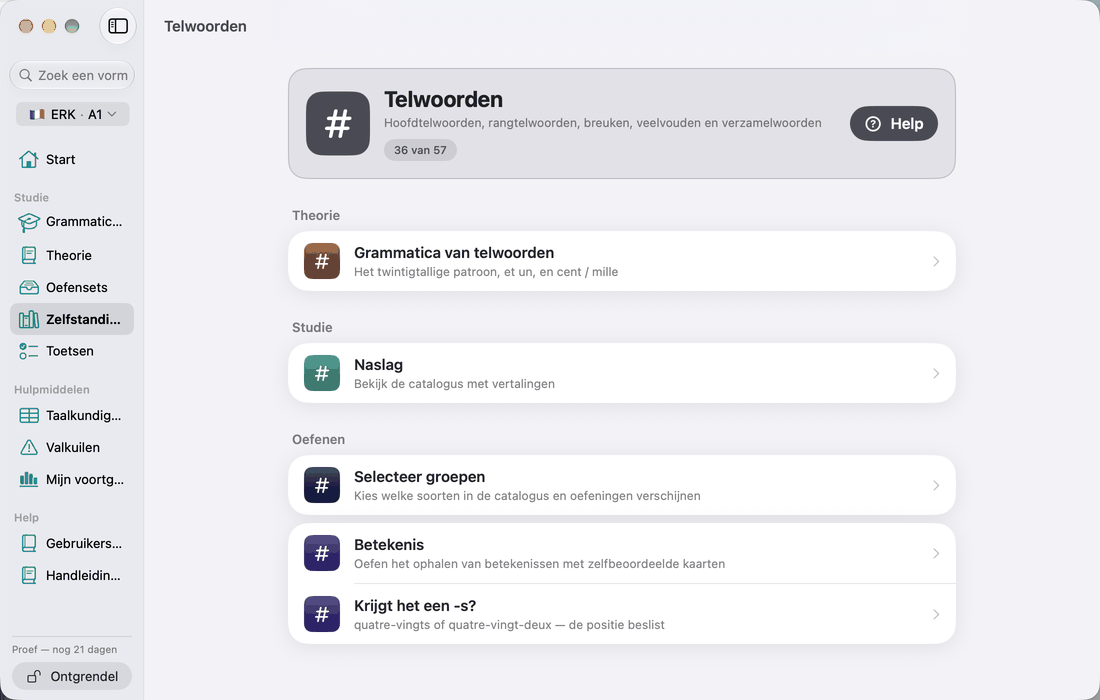 Telwoorden
Zoek een vorm
ERK · A1
Start
Studie
Grammatic...
Theorie
Oefensets
Zelfstandi...
Toetsen
Hulpmiddelen
Taalkundig...
Valkuilen
Mijn voortg...
Help
Gebruikers...
Handleidin...
Proef — nog 21 dagen
Ontgrendel
# Telwoorden
Hoofdtelwoorden, rangtelwoorden, breuken, veelvouden en verzamelwoorden
36 van 57
Help
Theorie
# Grammatica van telwoorden
Het twintigtallige patroon, et un, en cent / mille
Studie
# Naslag
Bekijk de catalogus met vertalingen
Oefenen
# Selecteer groepen
Kies welke soorten in de catalogus en oefeningen verschijnen
# Betekenis
Oefen het ophalen van betekenissen met zelfbeoordeelde kaarten
# Krijgt het een -s?
quatre-vingts of quatre-vingt-deux — de positie beslist